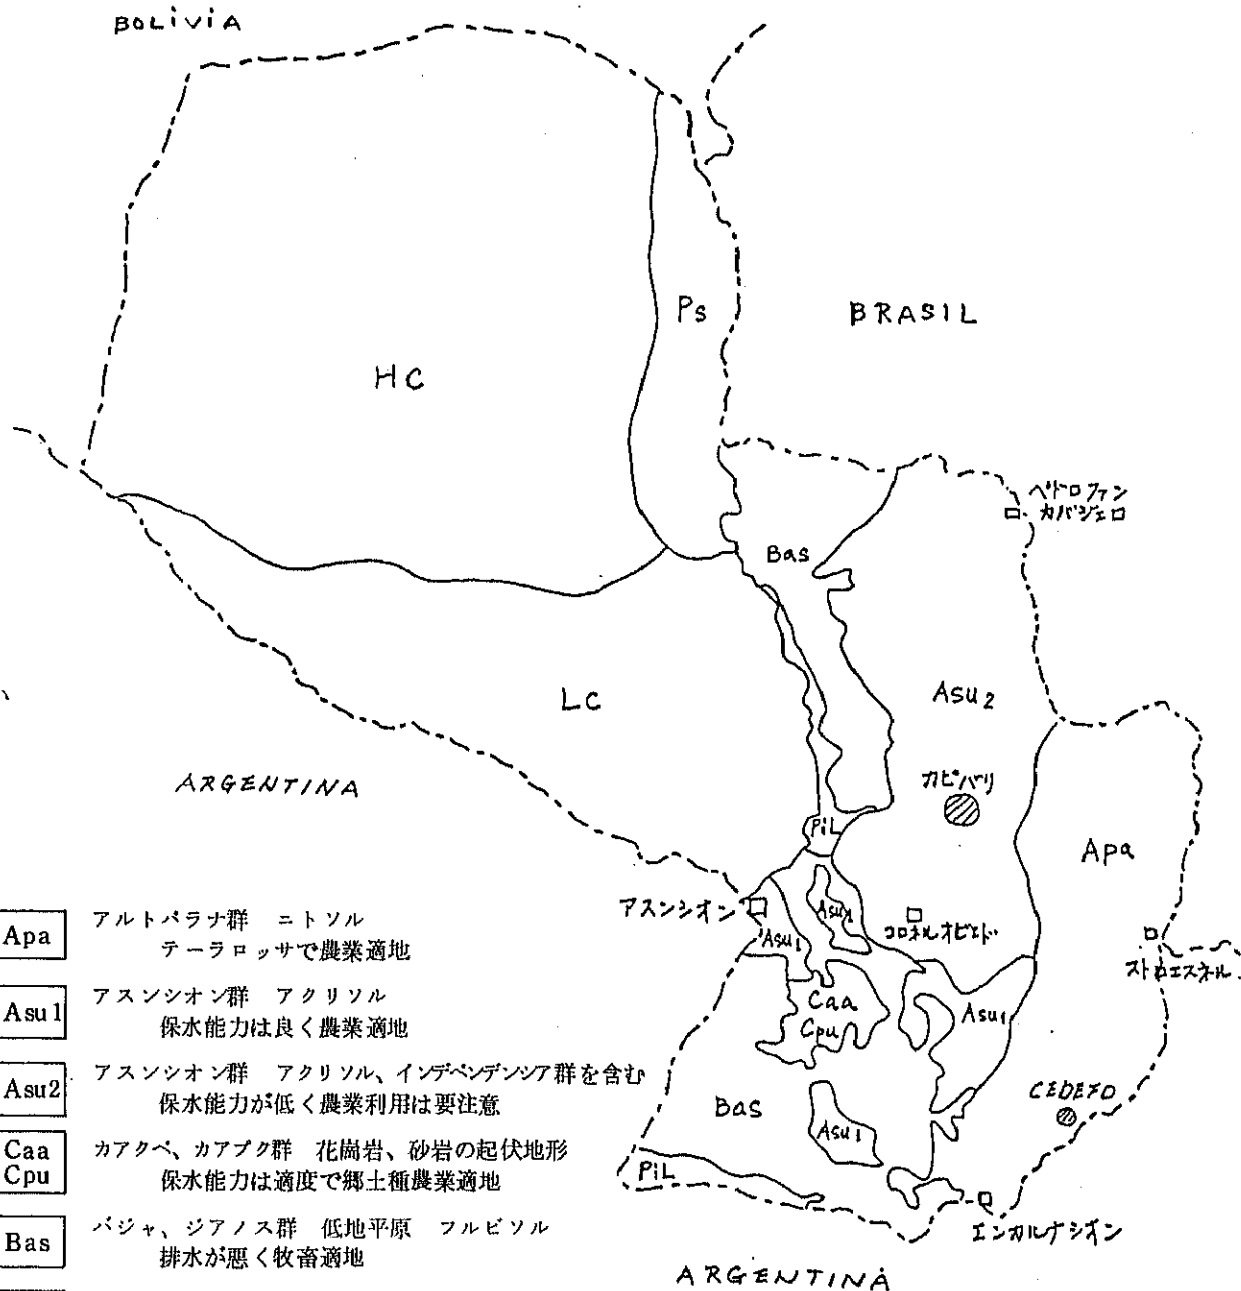 BOLIVIA
Ps
BRASIL
HC
ペドロファン
カバジェロ
Bas
Asu2
LC
ARGENTINA
カピバリ
PiL
Apa
アスンシオン
Asu1
コロネルオビエド
Asu1
ストロエスネル
Caa
Cpu
Asu1
CEDEFO
Bas
Asu1
PiL
エンカルナシオン
ARGENTINA
Apa アルトパラナ群 ニトソル
テーラロッサで農業適地
Asu1 アスンシオン群 アクリソル
保水能力は良く農業適地
Asu2 アスンシオン群 アクリソル、インデペンデンシア群を含む
保水能力が低く農業利用は要注意
Caa
Cpu カアクペ、カアプク群 花崗岩、砂岩の起伏地形
保水能力は適度で郷土種農業適地
Bas バジャ、ジアノス群 低地平原 フルビソル
排水が悪く牧畜適地